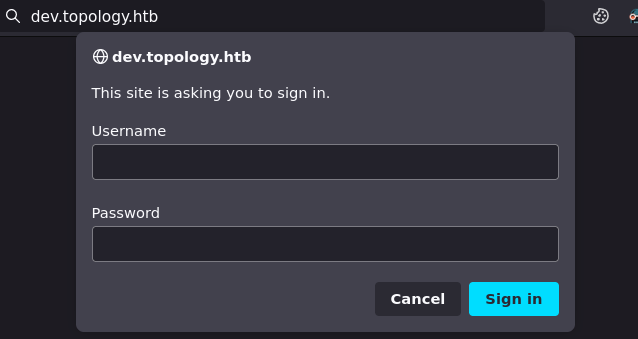 dev.topology.htb
dev.topology.htb
This site is asking you to sign in.
Username
Password
Cancel Sign in